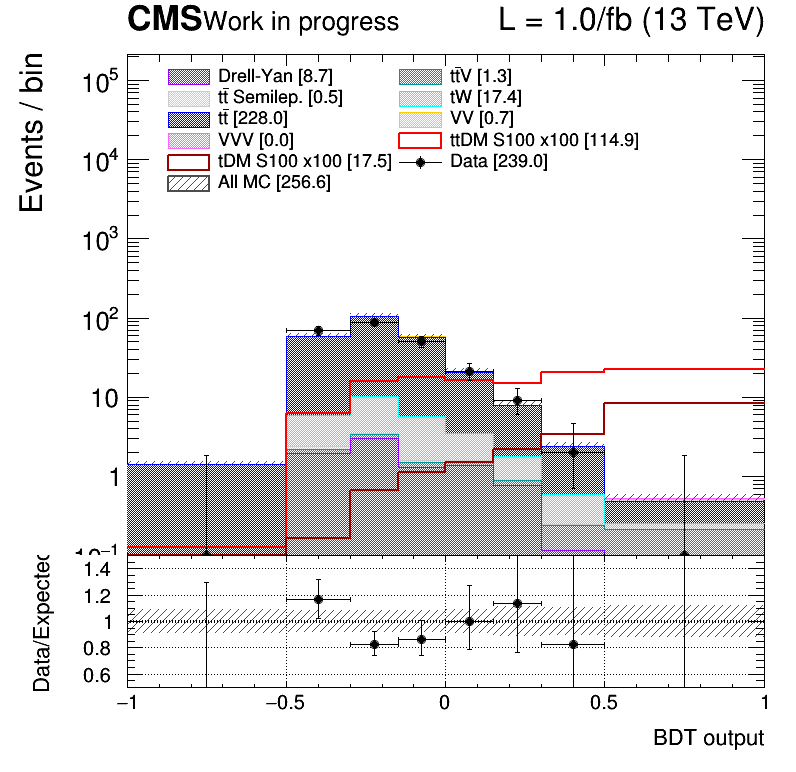 CMS Work in progress L = 1.0/fb (13 TeV)
Events / bin
10⁵
10⁴
10³
10²
10
1
10⁻¹
Drell-Yan [8.7] tt̄V [1.3]
tt̄ Semilep. [0.5] tW [17.4]
tt̄ [228.0] VV [0.7]
VVV [0.0] ttDM S100 x100 [114.9]
tDM S100 x100 [17.5] Data [239.0]
All MC [256.6]
Data/Expected
1.4
1.2
1
0.8
0.6
−1 −0.5 0 0.5 1
BDT output